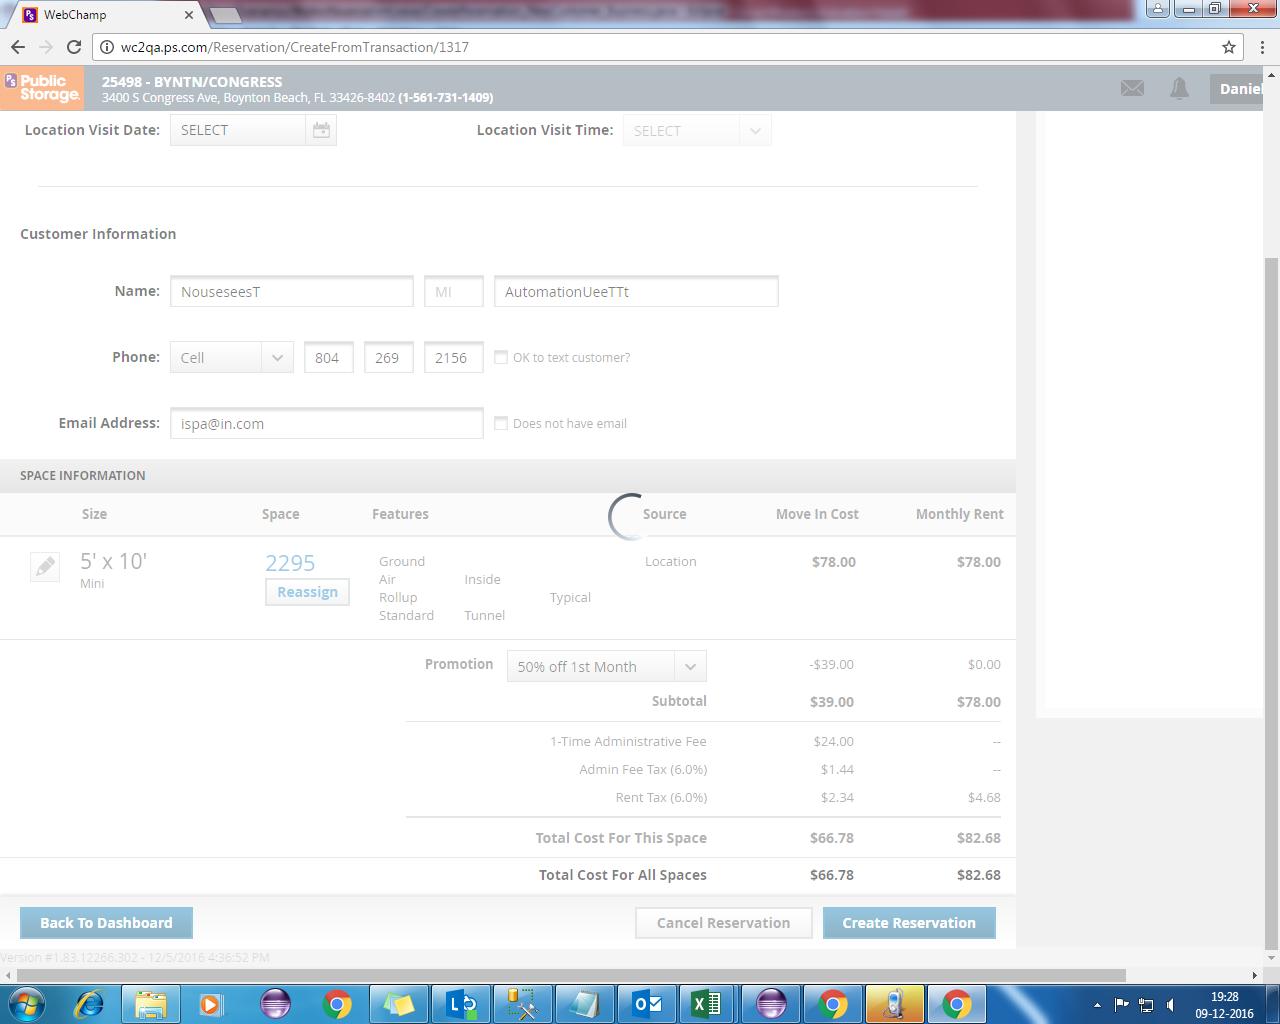 WebChamp
wc2qa.ps.com/Reservation/CreateFromTransaction/1317
PS Public Storage.
25498 - BYNTN/CONGRESS
3400 S Congress Ave, Boynton Beach, FL 33426-8402 (1-561-731-1409)
Daniel
Location Visit Date: SELECT Location Visit Time: SELECT
Customer Information
Name: NouseseesT MI AutomationUeeTTt
Phone: Cell 804 269 2156 OK to text customer?
Email Address: ispa@in.com Does not have email
SPACE INFORMATION
Size Space Features Source Move In Cost Monthly Rent
5' x 10' 2295 Ground Location $78.00 $78.00
Mini Reassign Air Inside
Rollup Typical
Standard Tunnel
Promotion 50% off 1st Month -$39.00 $0.00
Subtotal $39.00 $78.00
1-Time Administrative Fee $24.00 --
Admin Fee Tax (6.0%) $1.44 --
Rent Tax (6.0%) $2.34 $4.68
Total Cost For This Space $66.78 $82.68
Total Cost For All Spaces $66.78 $82.68
Back To Dashboard Cancel Reservation Create Reservation
Version #1.83.12266.302 - 12/5/2016 4:36:52 PM
19:28
09-12-2016